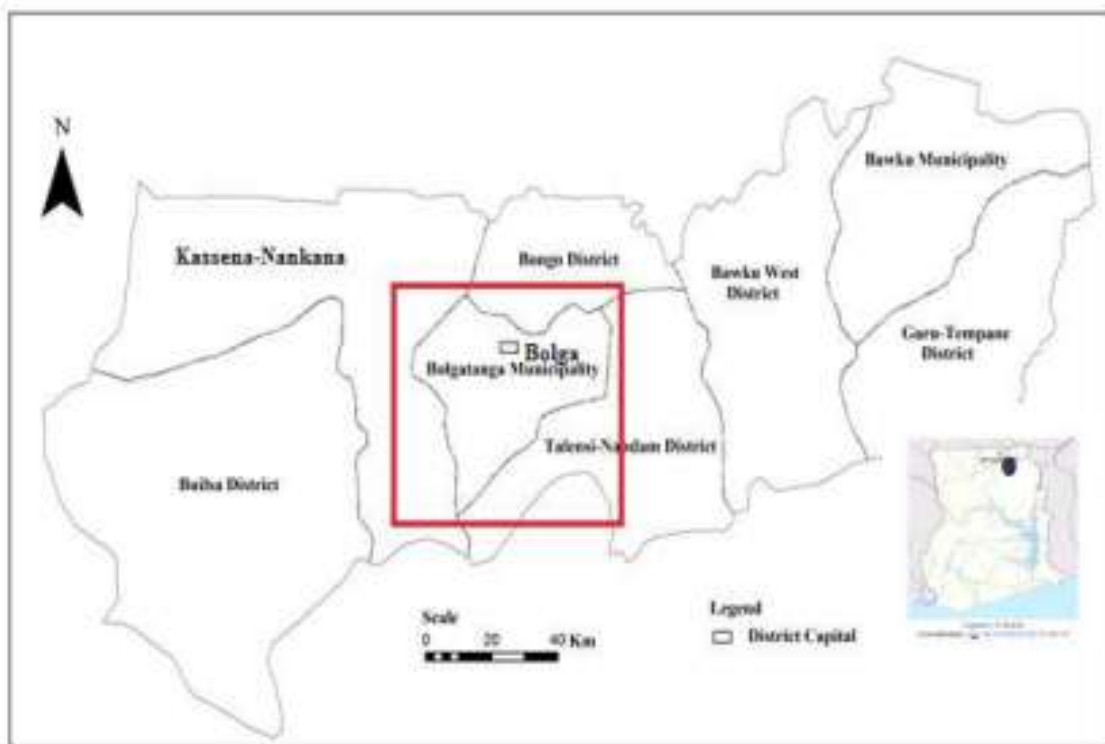 N
Bawku Municipality
Kassena-Nankana
Bongo District
Bawku West
District
Garu-Tempane
District
Bolga
Bolgatanga Municipality
Talensi-Nabdam District
Builsa District
Scale
0 20 40 Km
Legend
District Capital